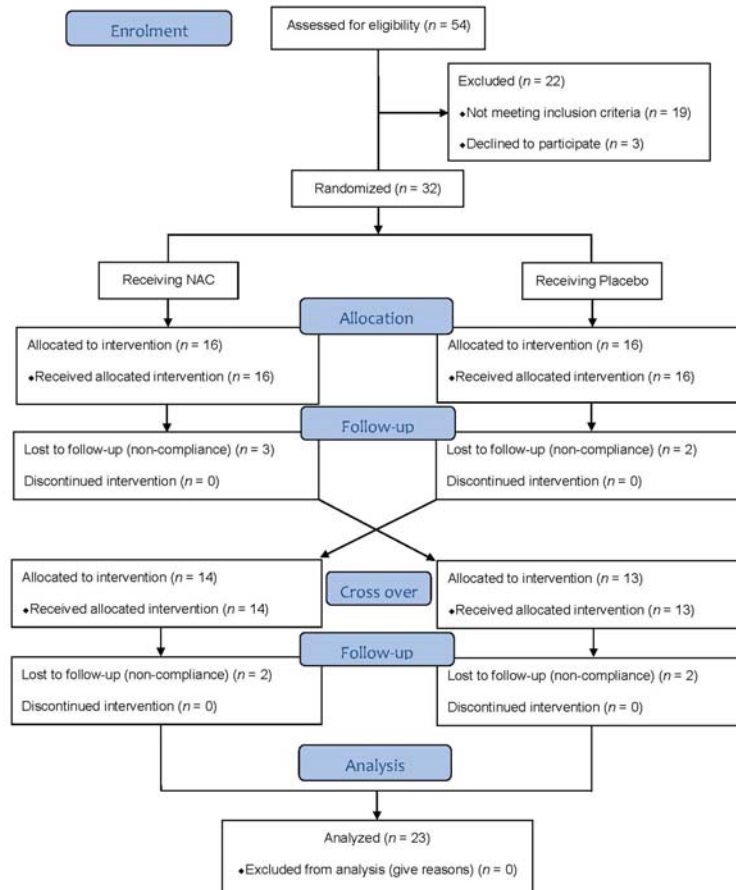 Enrolment
Assessed for eligibility (n = 54)
Excluded (n = 22)
◆Not meeting inclusion criteria (n = 19)
◆Declined to participate (n = 3)
Randomized (n = 32)
Receiving NAC
Receiving Placebo
Allocation
Allocated to intervention (n = 16)
◆Received allocated intervention (n = 16)
Allocated to intervention (n = 16)
◆Received allocated intervention (n = 16)
Follow-up
Lost to follow-up (non-compliance) (n = 3)
Discontinued intervention (n = 0)
Lost to follow-up (non-compliance) (n = 2)
Discontinued intervention (n = 0)
Cross over
Allocated to intervention (n = 14)
◆Received allocated intervention (n = 14)
Allocated to intervention (n = 13)
◆Received allocated intervention (n = 13)
Follow-up
Lost to follow-up (non-compliance) (n = 2)
Discontinued intervention (n = 0)
Lost to follow-up (non-compliance) (n = 2)
Discontinued intervention (n = 0)
Analysis
Analyzed (n = 23)
◆Excluded from analysis (give reasons) (n = 0)